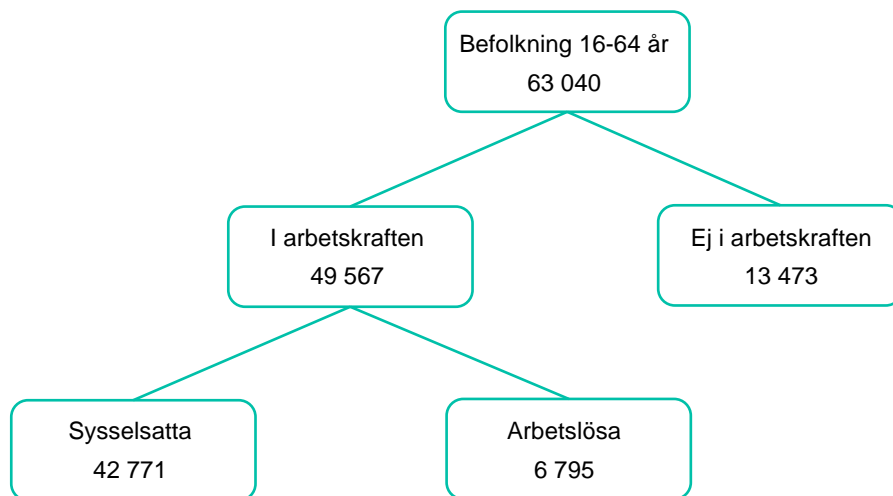 Befolkning 16-64 år
63 040
I arbetskraften
49 567
Ej i arbetskraften
13 473
Sysselsatta
42 771
Arbetslösa
6 795